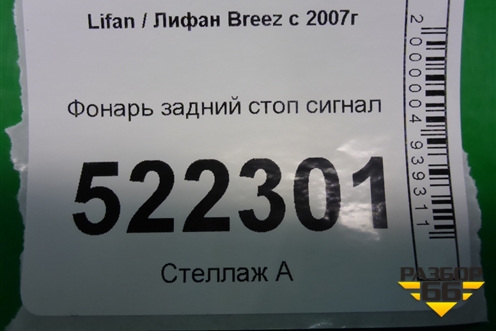 Lifan / Лифан Breez с 2007г
Фонарь задний стоп сигнал
522301
Стеллаж А
2000004939311
РАЗБОР
66